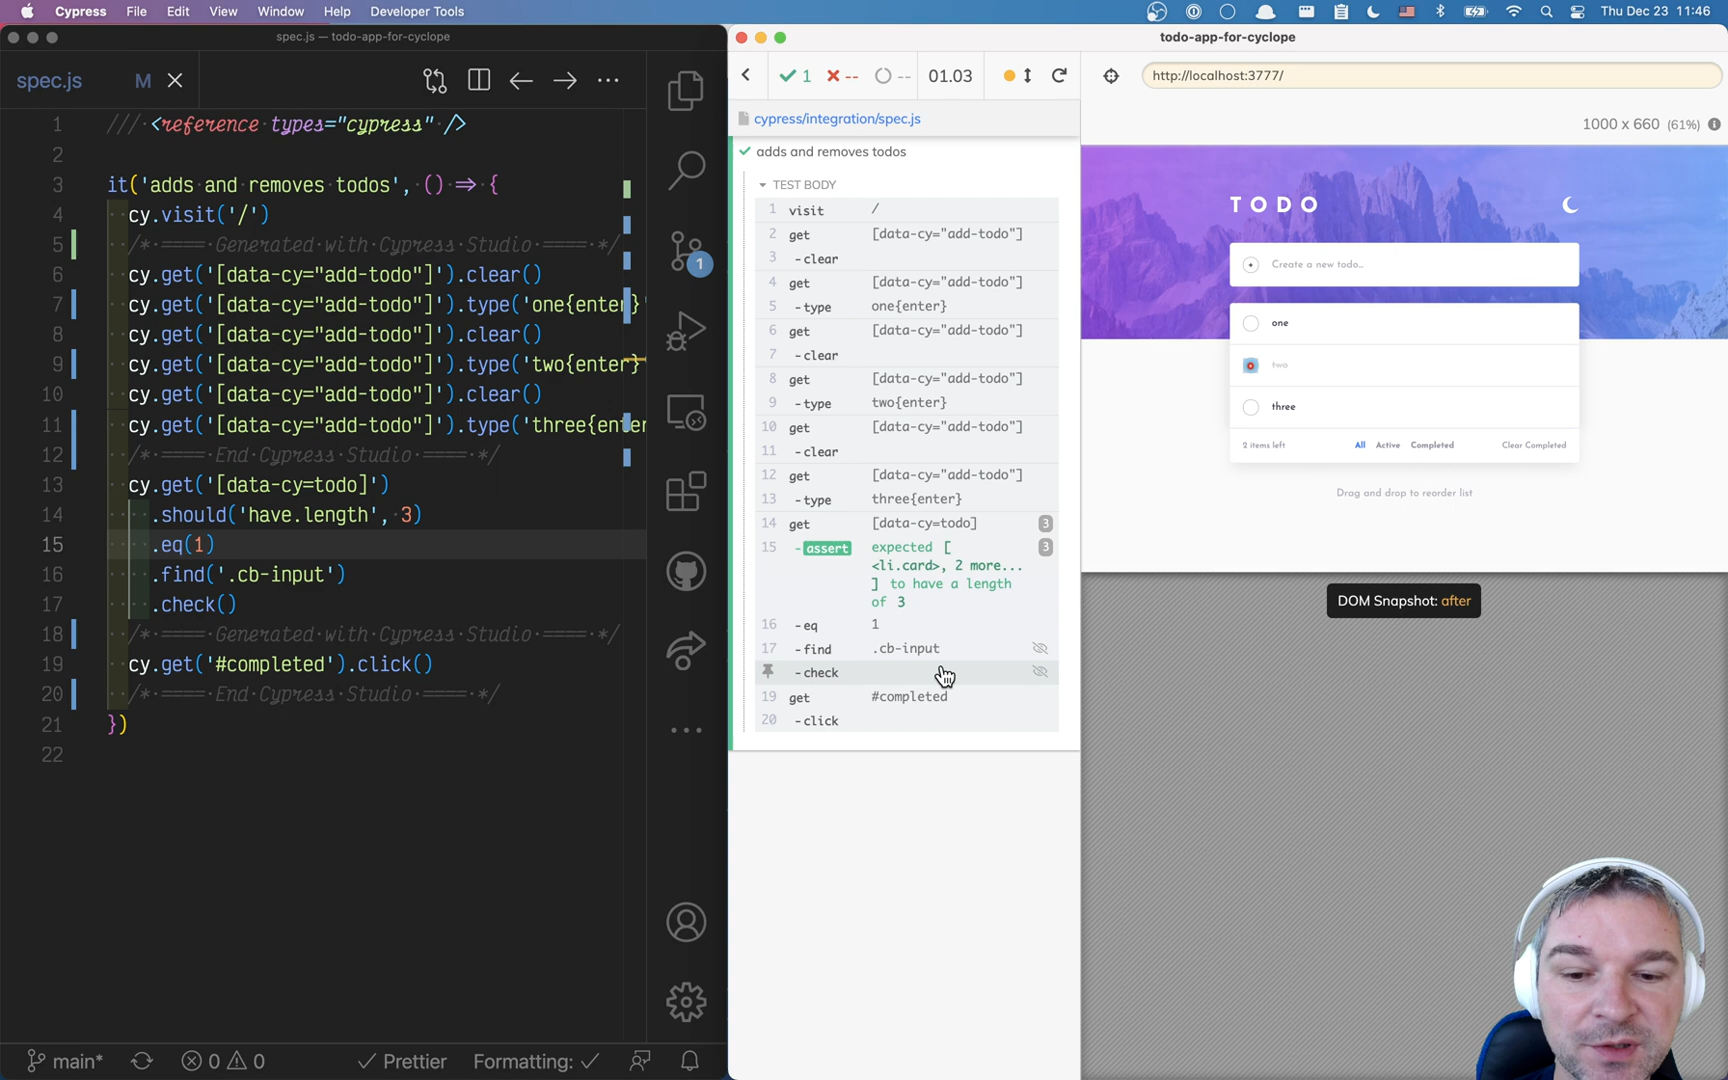 Cypress File Edit View Window Help Developer Tools Thu Dec 23 11:46
spec.js — todo-app-for-cyclope
spec.js M
1 /// <reference types="cypress" />
2
3 it('adds and removes todos', () => {
4 cy.visit('/')
5 /* ==== Generated with Cypress Studio ==== */
6 cy.get('[data-cy="add-todo"]').clear()
7 cy.get('[data-cy="add-todo"]').type('one{enter}'
8 cy.get('[data-cy="add-todo"]').clear()
9 cy.get('[data-cy="add-todo"]').type('two{enter}
10 cy.get('[data-cy="add-todo"]').clear()
11 cy.get('[data-cy="add-todo"]').type('three{enter
12 /* ==== End Cypress Studio ==== */
13 cy.get('[data-cy=todo]')
14 .should('have.length', 3)
15 .eq(1)
16 .find('.cb-input')
17 .check()
18 /* ==== Generated with Cypress Studio ==== */
19 cy.get('#completed').click()
20 /* ==== End Cypress Studio ==== */
21 })
22
1
main* 0 0 Prettier Formatting:
todo-app-for-cyclope
1 -- -- 01.03
http://localhost:3777/
cypress/integration/spec.js
1000 x 660 (61%)
adds and removes todos
TEST BODY
1 visit /
2 get [data-cy="add-todo"]
3 -clear
4 get [data-cy="add-todo"]
5 -type one{enter}
6 get [data-cy="add-todo"]
7 -clear
8 get [data-cy="add-todo"]
9 -type two{enter}
10 get [data-cy="add-todo"]
11 -clear
12 get [data-cy="add-todo"]
13 -type three{enter}
14 get [data-cy=todo] 3
15 -assert expected [ 3
<li.card>, 2 more...
] to have a length
of 3
16 -eq 1
17 -find .cb-input
-check
19 get #completed
20 -click
TODO
Create a new todo...
one
two
three
2 items left All Active Completed Clear Completed
Drag and drop to reorder list
DOM Snapshot: after